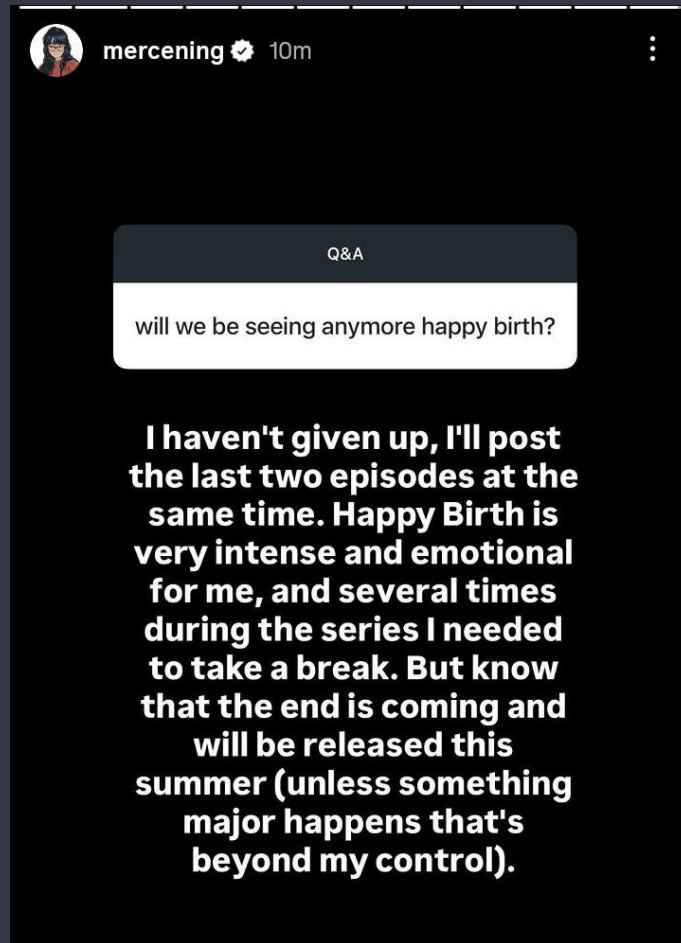 mercening 10m
Q&A
will we be seeing anymore happy birth?
I haven't given up, I'll post
the last two episodes at the
same time. Happy Birth is
very intense and emotional
for me, and several times
during the series I needed
to take a break. But know
that the end is coming and
will be released this
summer (unless something
major happens that's
beyond my control).